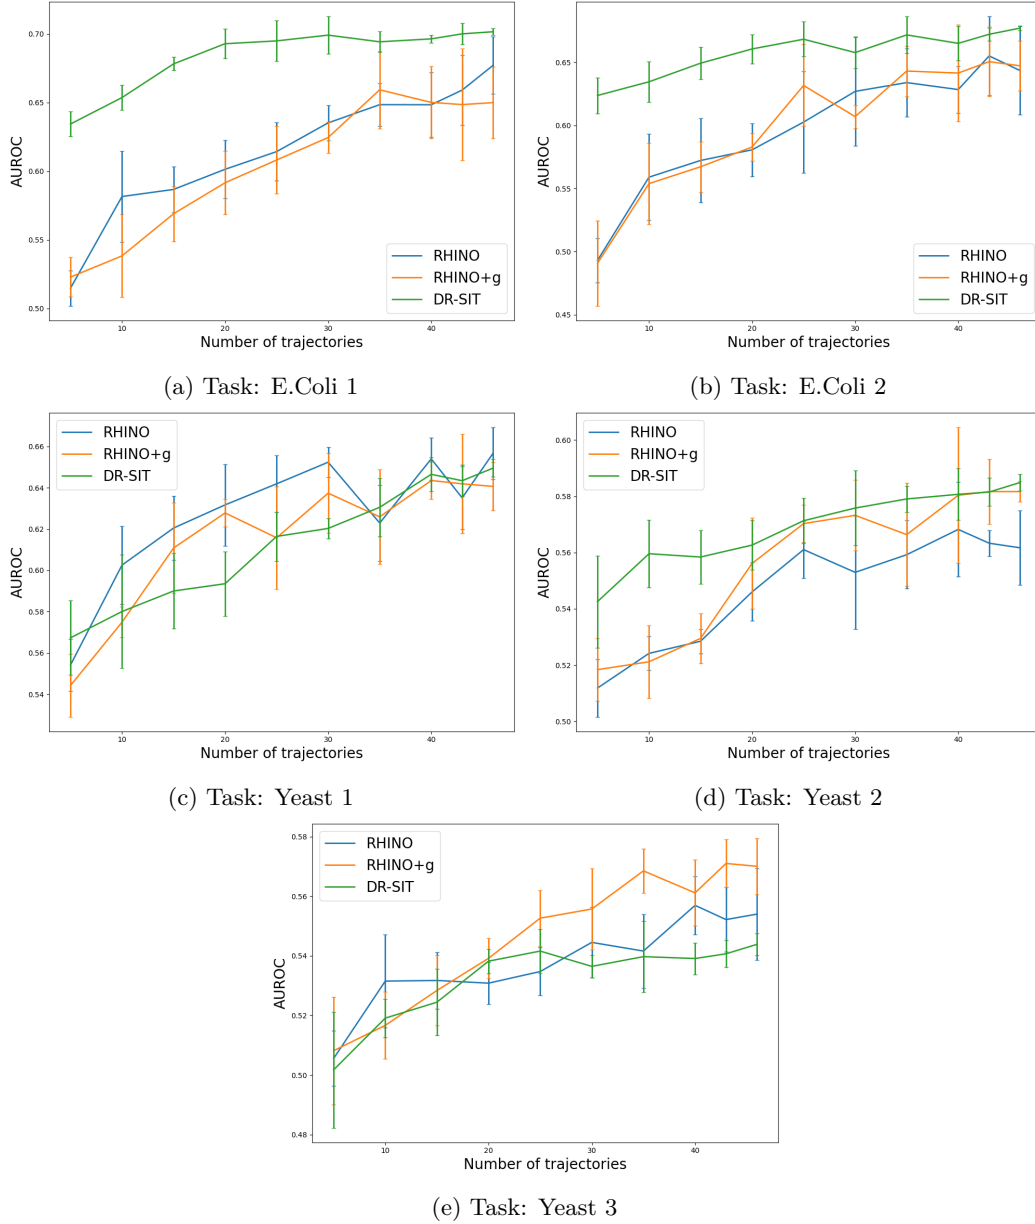 0.70
0.65
0.60
0.55
0.50
AUROC
RHINO
RHINO+g
DR-SIT
10 20 30 40
Number of trajectories
(a) Task: E.Coli 1
0.65
0.60
0.55
0.50
0.45
AUROC
RHINO
RHINO+g
DR-SIT
10 20 30 40
Number of trajectories
(b) Task: E.Coli 2
RHINO
RHINO+g
DR-SIT
0.66
0.64
0.62
0.60
0.58
0.56
0.54
AUROC
10 20 30 40
Number of trajectories
(c) Task: Yeast 1
RHINO
RHINO+g
DR-SIT
0.60
0.58
0.56
0.54
0.52
0.50
AUROC
10 20 30 40
Number of trajectories
(d) Task: Yeast 2
RHINO
RHINO+g
DR-SIT
0.58
0.56
0.54
0.52
0.50
0.48
AUROC
10 20 30 40
Number of trajectories
(e) Task: Yeast 3